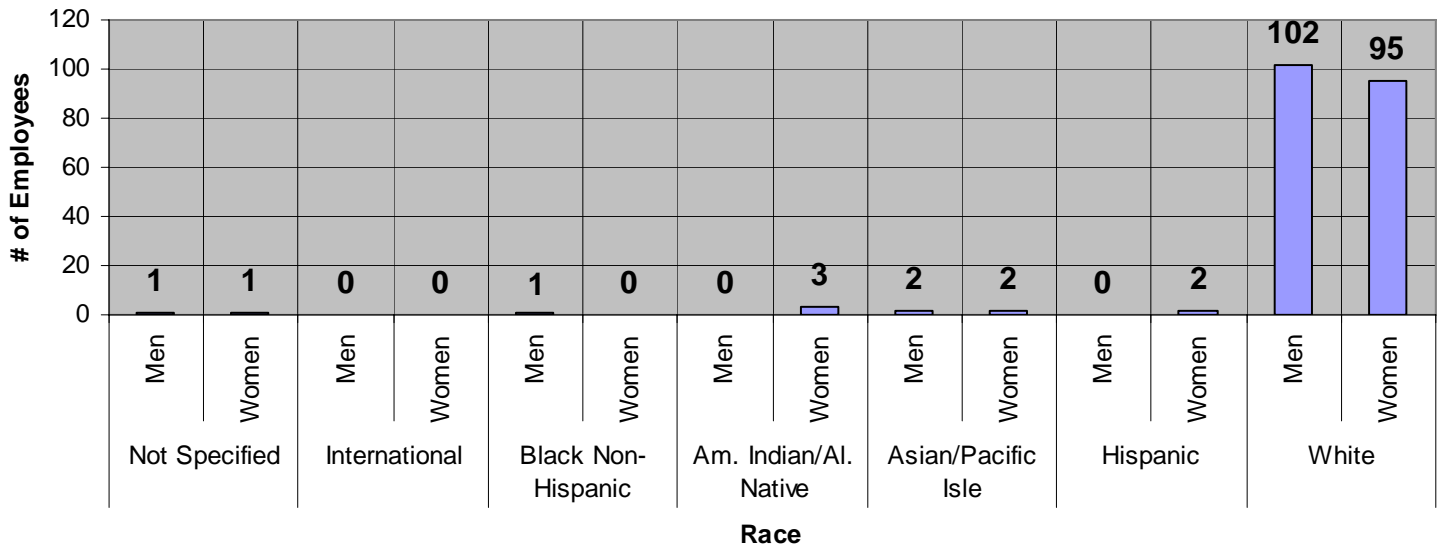 120
100
80
60
40
20
0
# of Employees
1 1 0 0 1 0 0 3 2 2 0 2 102 95
Men Women Men Women Men Women Men Women Men Women Men Women Men Women
Not Specified International Black Non- Am. Indian/Al. Asian/Pacific Hispanic White
Hispanic Native Isle
Race